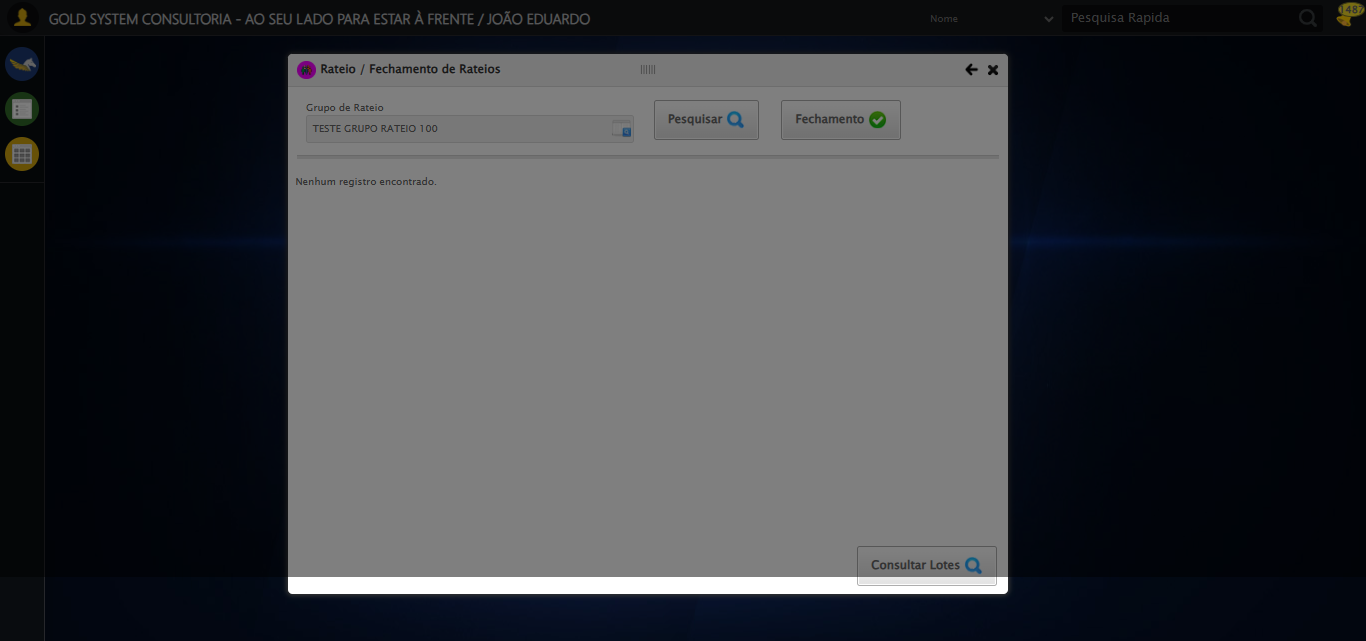 GOLD SYSTEM CONSULTORIA - AO SEU LADO PARA ESTAR À FRENTE / JOÃO EDUARDO
Nome
Pesquisa Rapida
1487
Rateio / Fechamento de Rateios
Grupo de Rateio
TESTE GRUPO RATEIO 100
Pesquisar
Fechamento
Nenhum registro encontrado.
Consultar Lotes